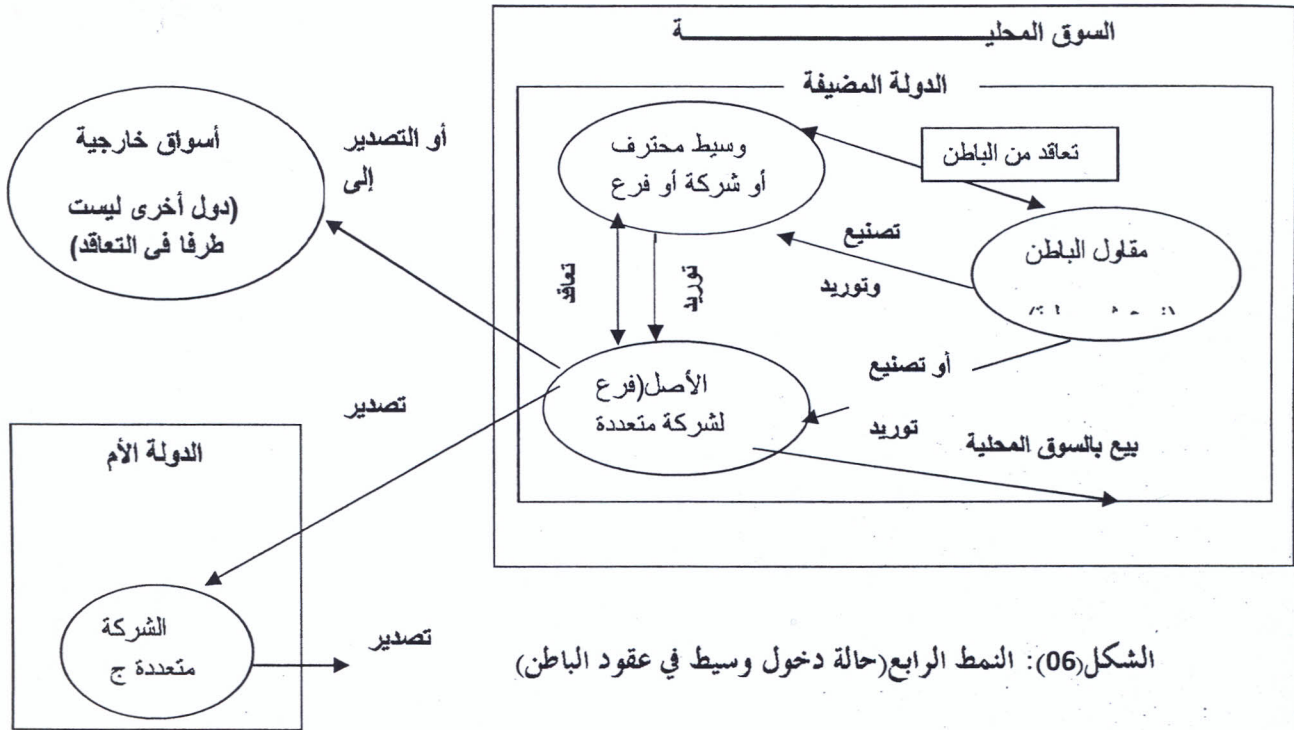 السوق المحليـــــــــــــــــــــــة
الدولة المضيفة
وسيط محترف
أو شركة أو فرع
تعاقد من الباطن
مقاول الباطن
تصنيع
وتوريد
تعاقد
توريد
أو تصنيع
توريد
الأصل(فرع
لشركة متعددة
بيع بالسوق المحلية
أو التصدير
إلى
أسواق خارجية
(دول أخرى ليست
طرفا فى التعاقد)
تصدير
الدولة الأم
الشركة
متعددة ج
تصدير
الشكل(06): النمط الرابع(حالة دخول وسيط في عقود الباطن)